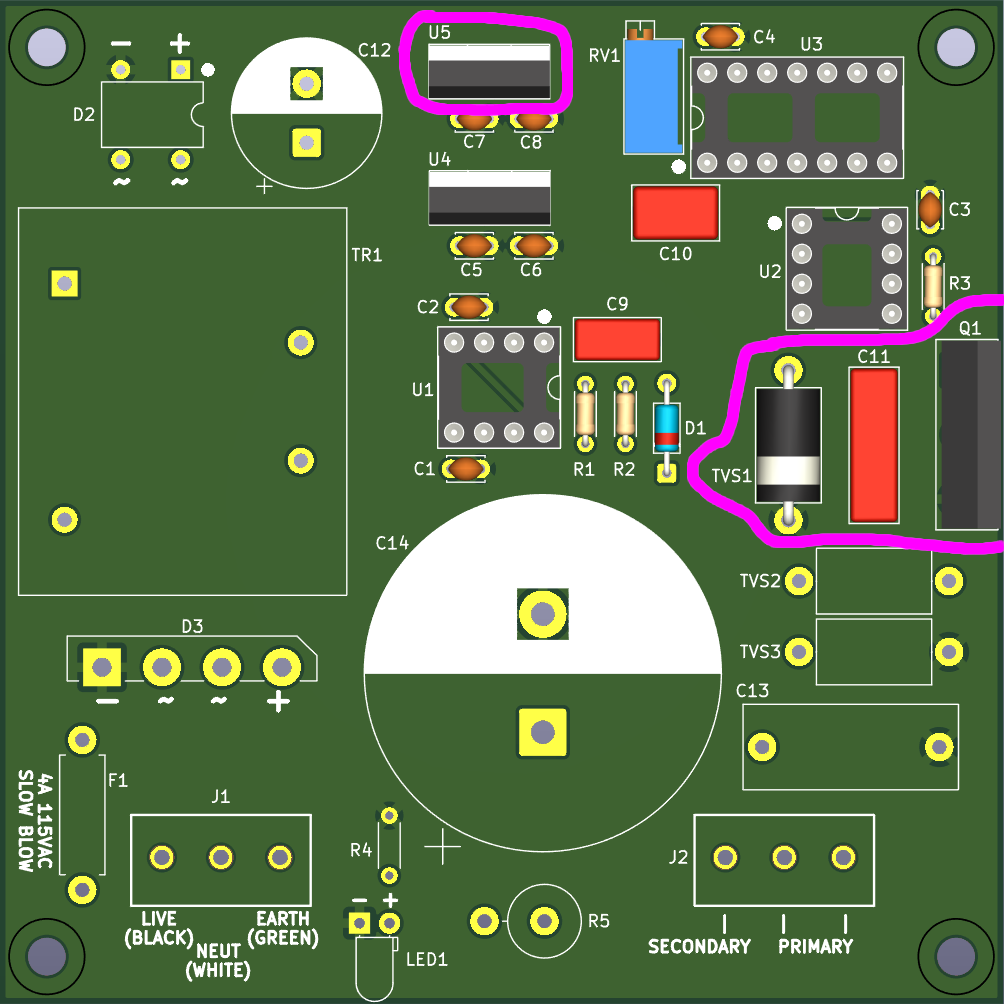 U5
C12
RV1
C4
U3
− +
D2
C7
C8
U4
~ ~
+
C3
C10
TR1
C5
C6
U2
R3
C2
C9
Q1
C11
U1
D1
C1
R1
R2
TVS1
C14
TVS2
D3
TVS3
− ~ ~ +
C13
F1
4A 115VAC
SLOW BLOW
J1
R4
+
J2
− +
LIVE
(BLACK)
EARTH
(GREEN)
NEUT
(WHITE)
R5
LED1
SECONDARY
PRIMARY